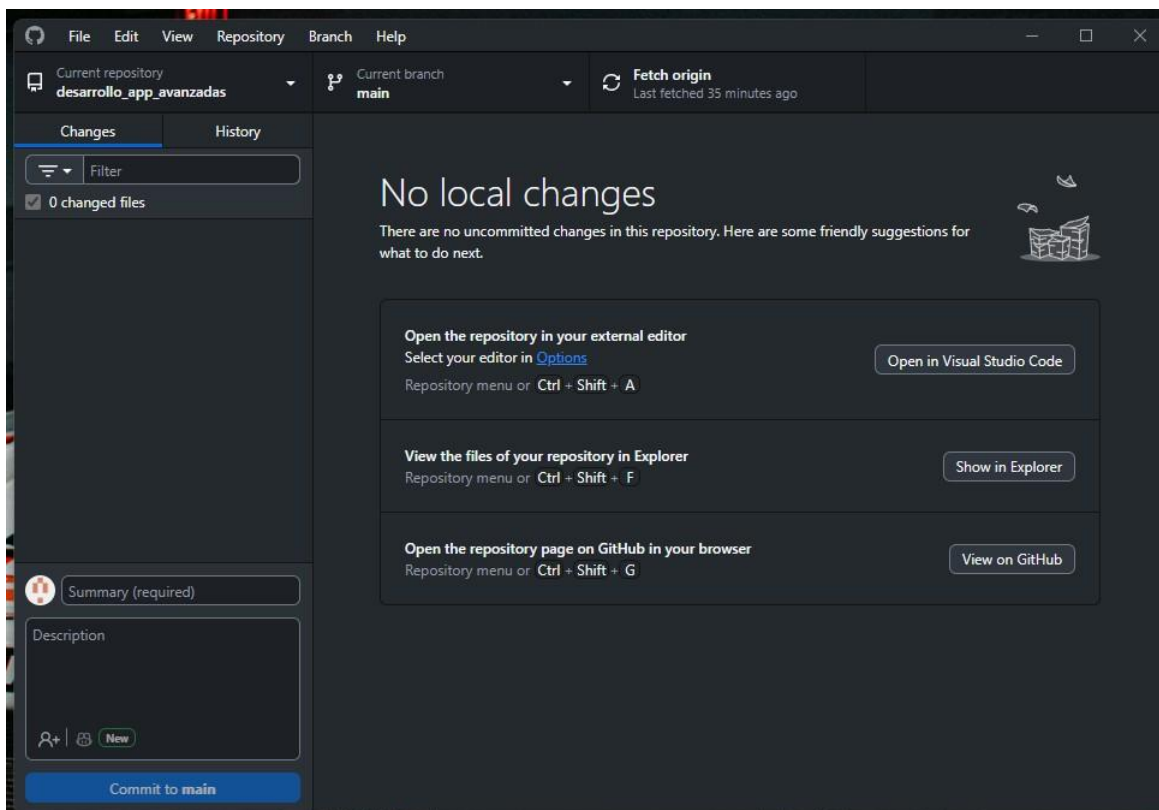 File Edit View Repository Branch Help
Current repository
desarrollo_app_avanzadas
Current branch
main
Fetch origin
Last fetched 35 minutes ago
Changes History
Filter
0 changed files
No local changes
There are no uncommitted changes in this repository. Here are some friendly suggestions for
what to do next.
Open the repository in your external editor
Select your editor in Options
Repository menu or Ctrl + Shift + A
Open in Visual Studio Code
View the files of your repository in Explorer
Repository menu or Ctrl + Shift + F
Show in Explorer
Open the repository page on GitHub in your browser
Repository menu or Ctrl + Shift + G
View on GitHub
Summary (required)
Description
New
Commit to main